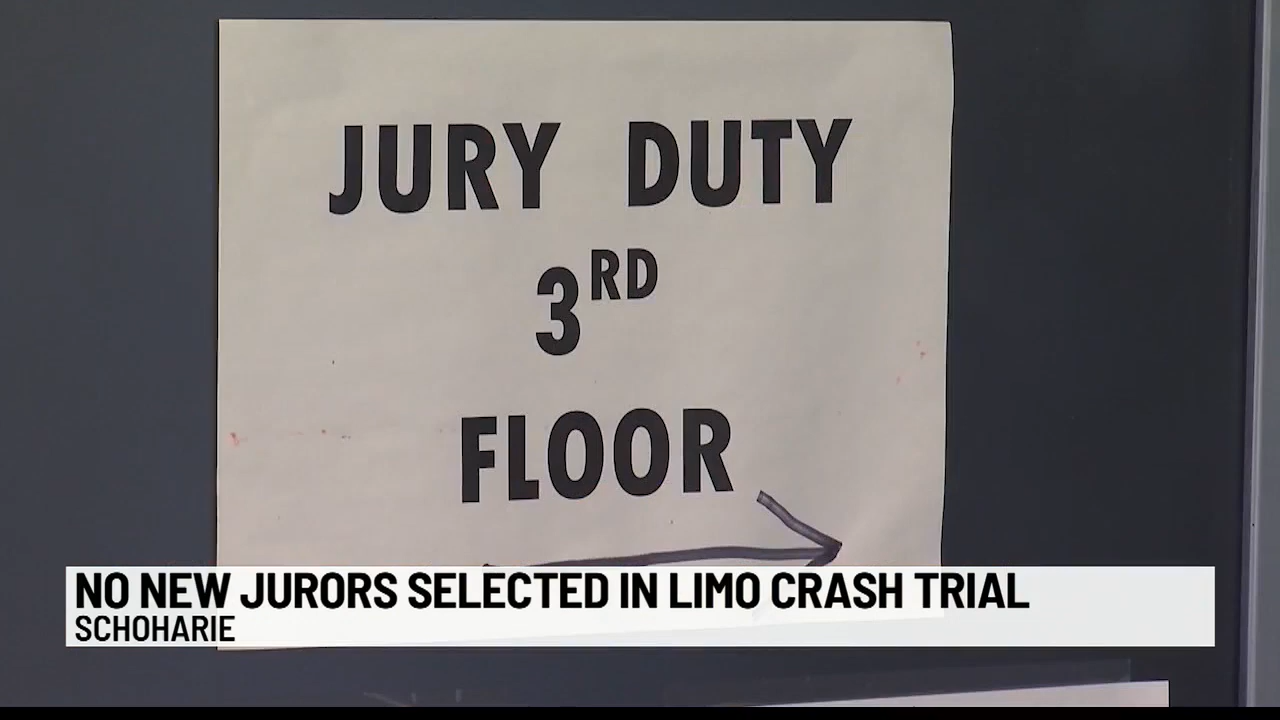 JURY DUTY
3RD
FLOOR
NO NEW JURORS SELECTED IN LIMO CRASH TRIAL
SCHOHARIE